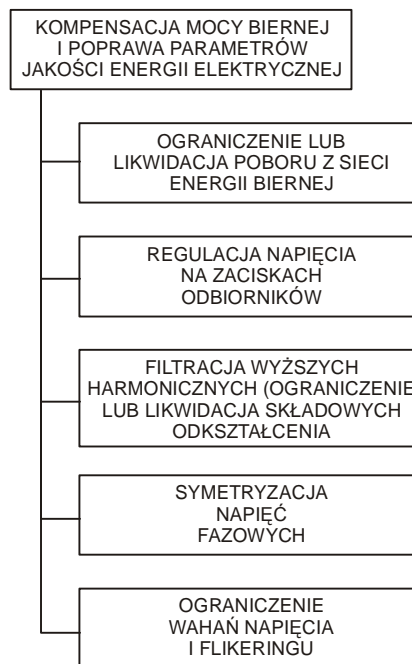 KOMPENSACJA MOCY BIERNEJ
I POPRAWA PARAMETRÓW
JAKOŚCI ENERGII ELEKTRYCZNEJ
OGRANICZENIE LUB
LIKWIDACJA POBORU Z SIECI
ENERGII BIERNEJ
REGULACJA NAPIĘCIA
NA ZACISKACH
ODBIORNIKÓW
FILTRACJA WYŻSZYCH
HARMONICZNYCH (OGRANICZENIE
LUB LIKWIDACJA SKŁADOWYCH
ODKSZTAŁCENIA
SYMETRYZACJA
NAPIĘĆ
FAZOWYCH
OGRANICZENIE
WAHAŃ NAPIĘCIA
I FLIKERINGU